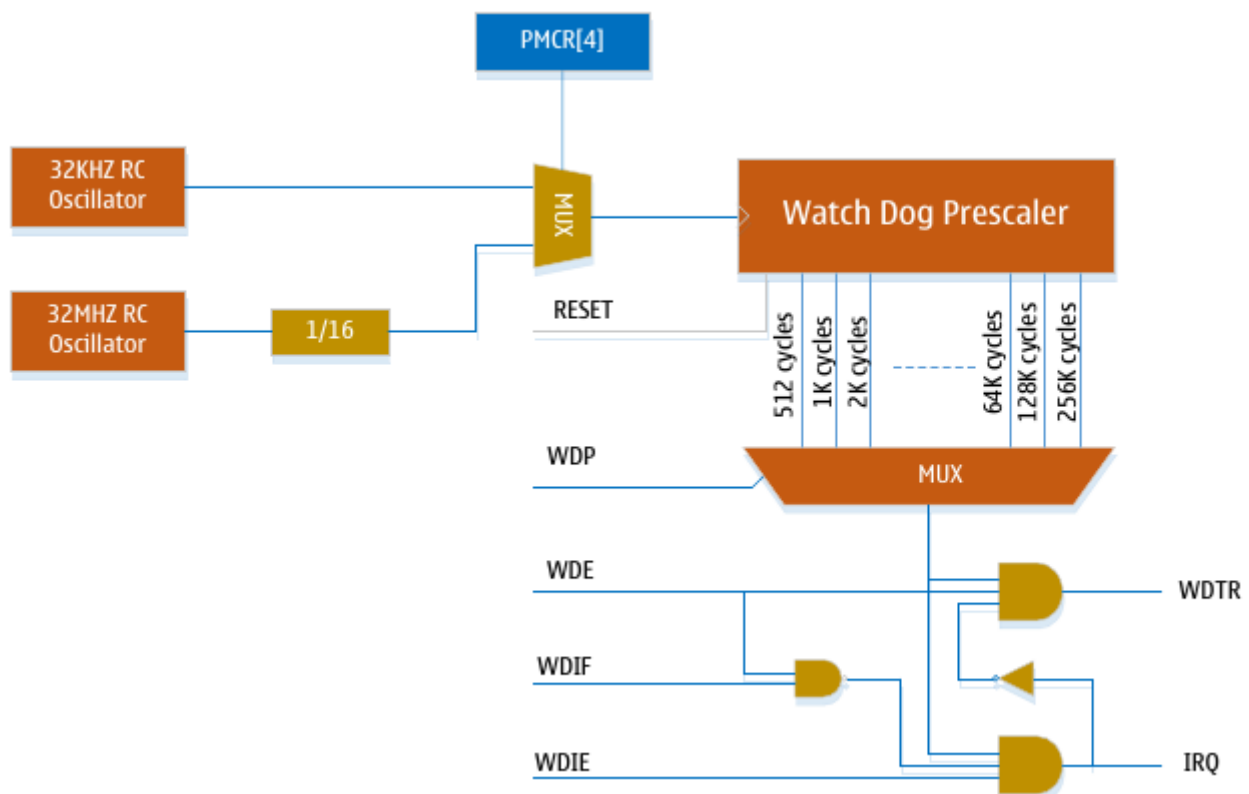 PMCR[4]
32KHZ RC
Oscillator
MUX
Watch Dog Prescaler
32MHZ RC
Oscillator
1/16
RESET
512 cycles
1K cycles
2K cycles
64K cycles
128K cycles
256K cycles
WDP
MUX
WDE
WDTR
WDIF
WDIE
IRQ